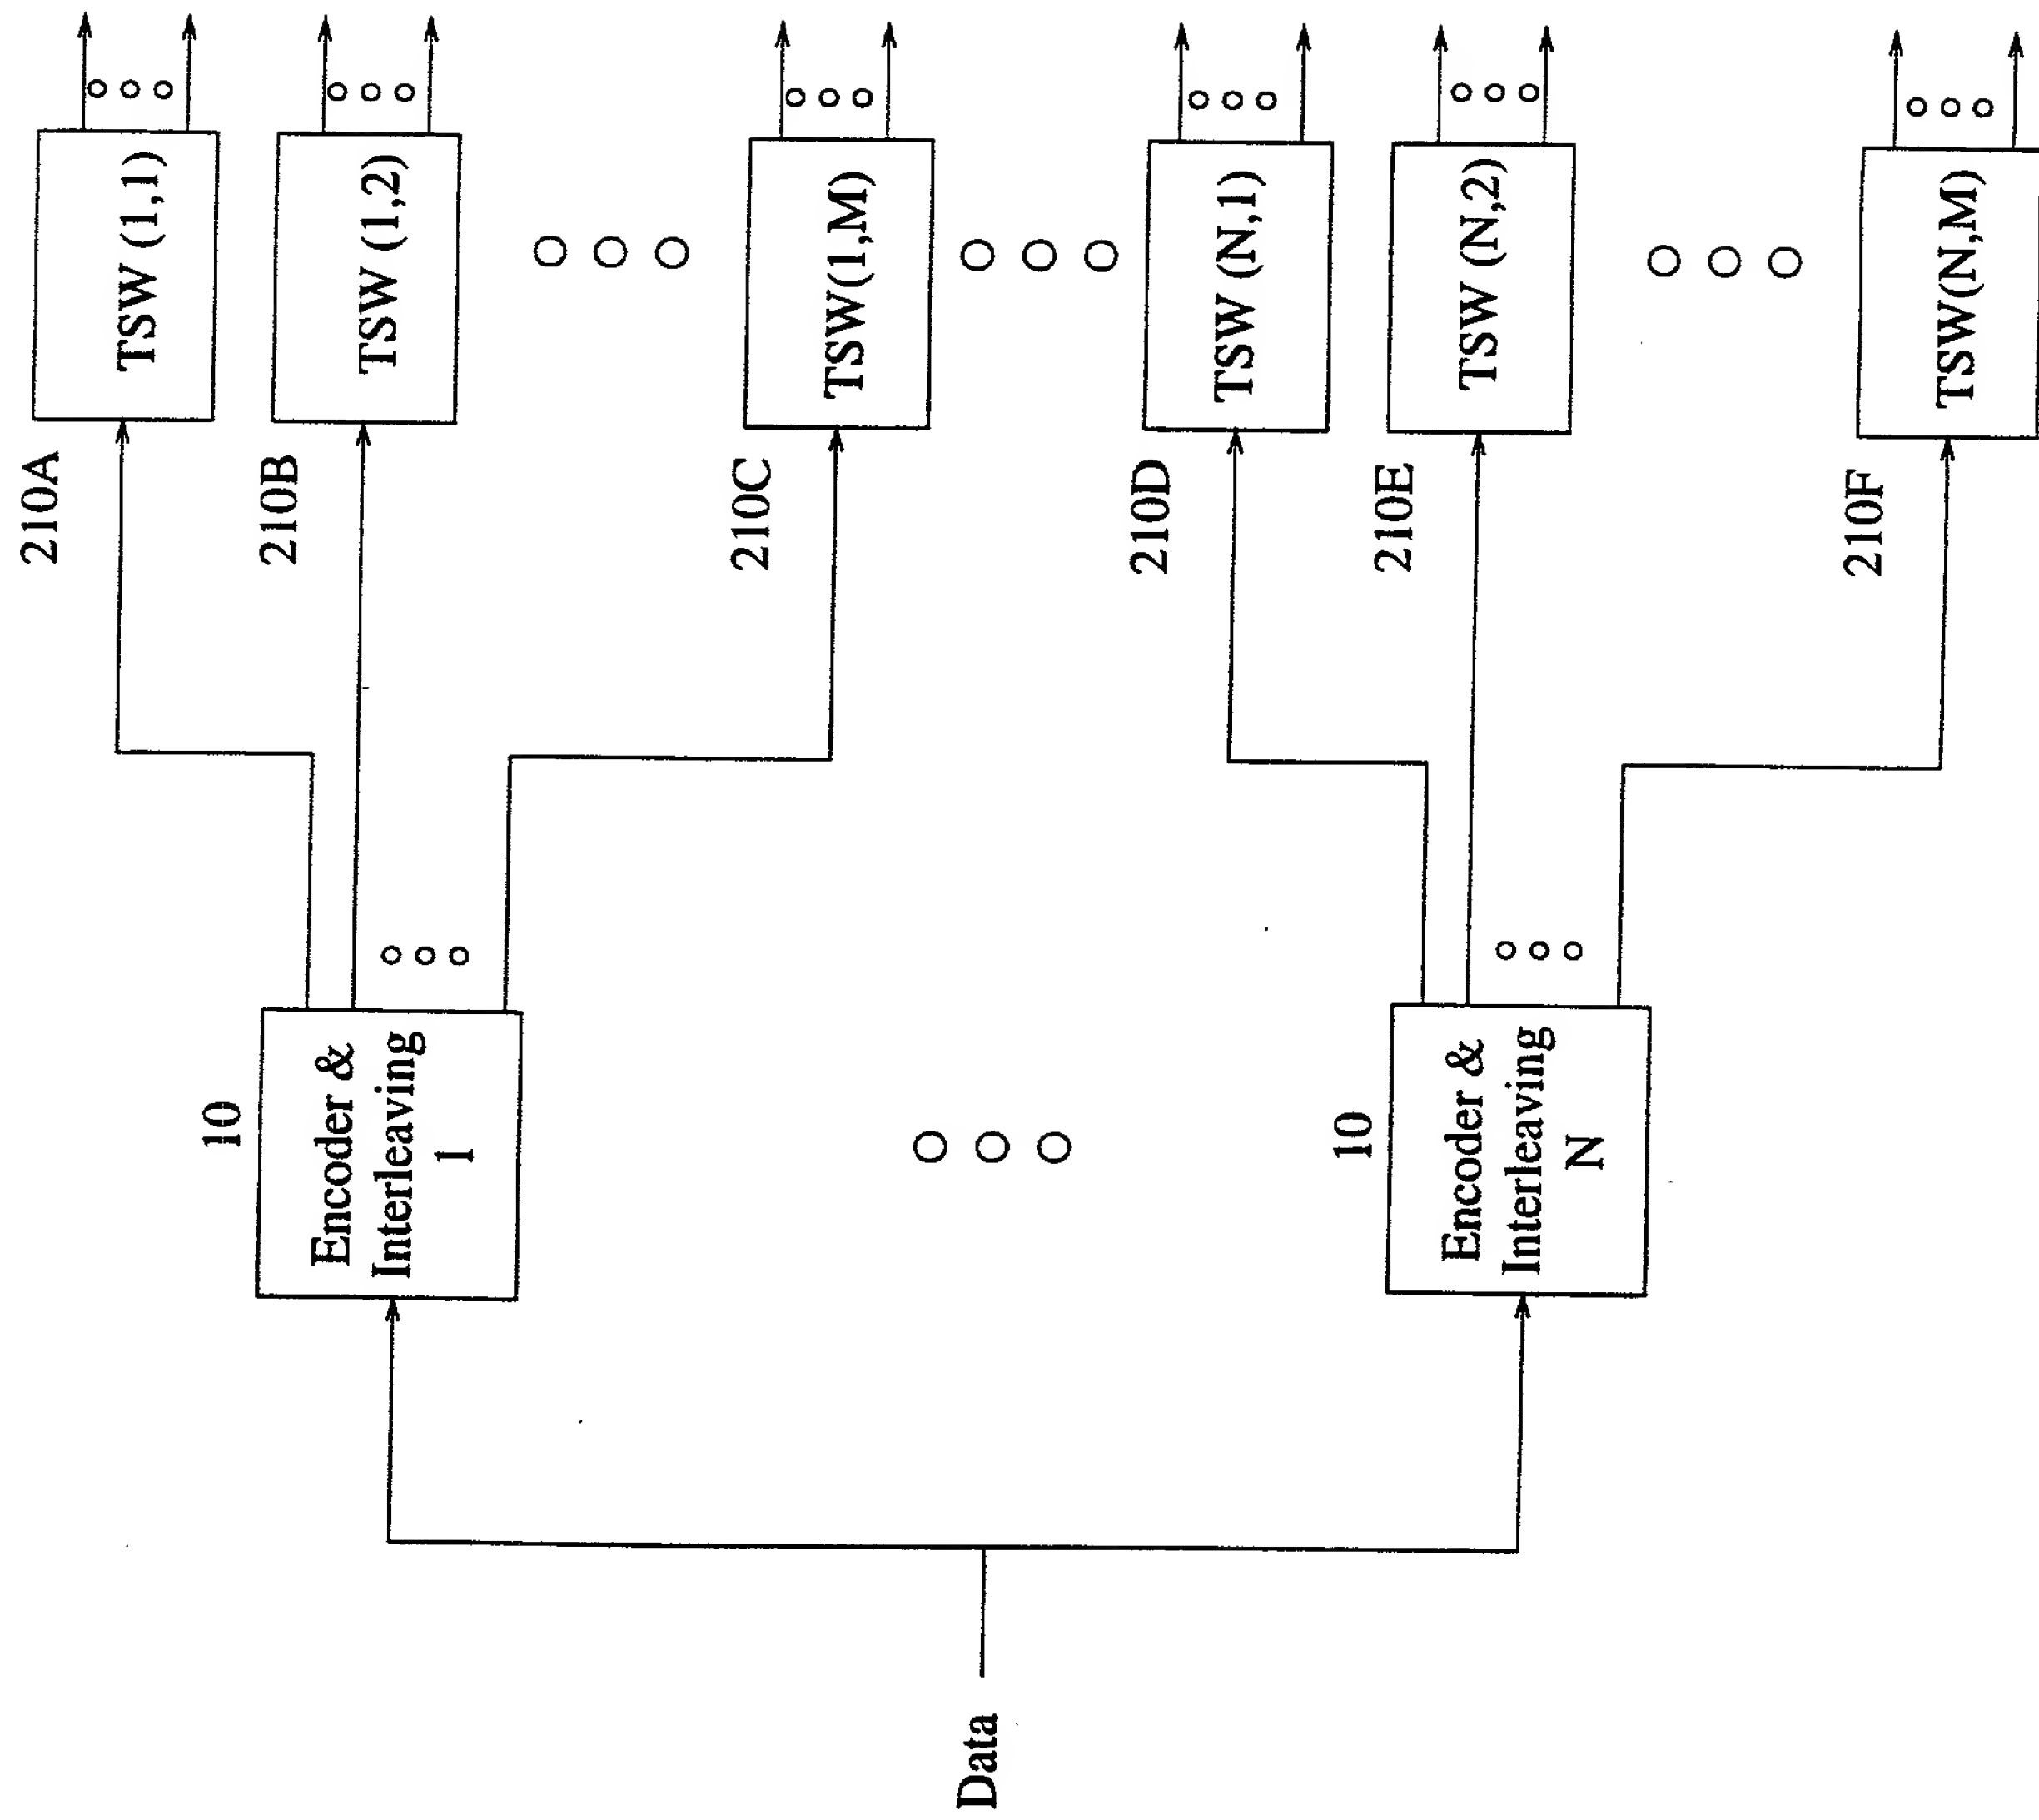 Data
10
Encoder &
Interleaving
1
10
Encoder &
Interleaving
N
210A
TSW (1,1)
210B
TSW (1,2)
210C
TSW(1,M)
210D
TSW (N,1)
210E
TSW (N,2)
210F
TSW(N,M)